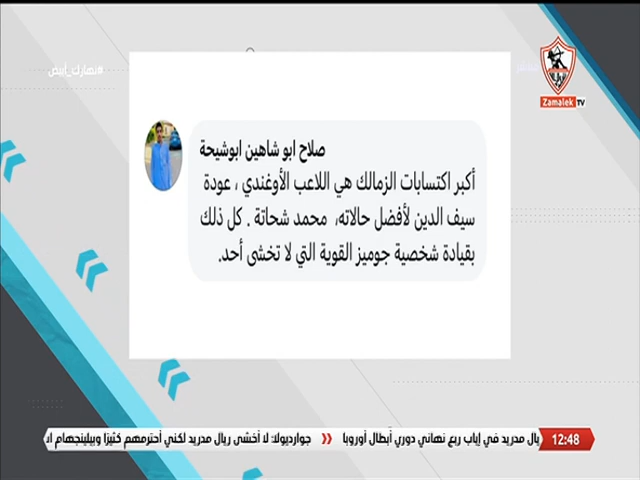 #نهارك_أبيض
Zamalek TV
صلاح ابو شاهين ابوشيحة
أكبر اكتسابات الزمالك هي اللاعب الأوغندي ، عودة
سيف الدين لأفضل حالاته، محمد شحاتة . كل ذلك
بقيادة شخصية جوميز القوية التي لا تخشى أحد.
12:48
يال مدريد في إياب ربع نهائي دوري أبطال أوروبا » جوارديولا: لا أخشى ريال مدريد لكني أحترمهم كثيرًا وبيلينجهام